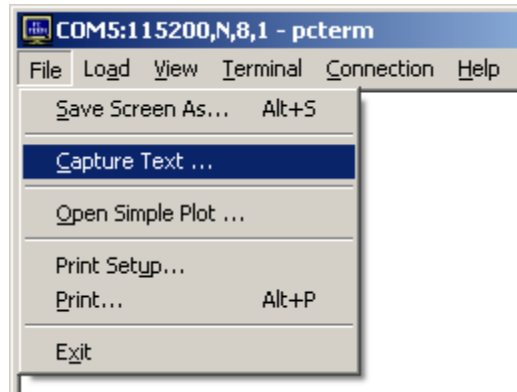 COM5:115200,N,8,1 - pcterm
File Load View Terminal Connection Help
Save Screen As... Alt+S
Capture Text ...
Open Simple Plot ...
Print Setup...
Print... Alt+P
Exit